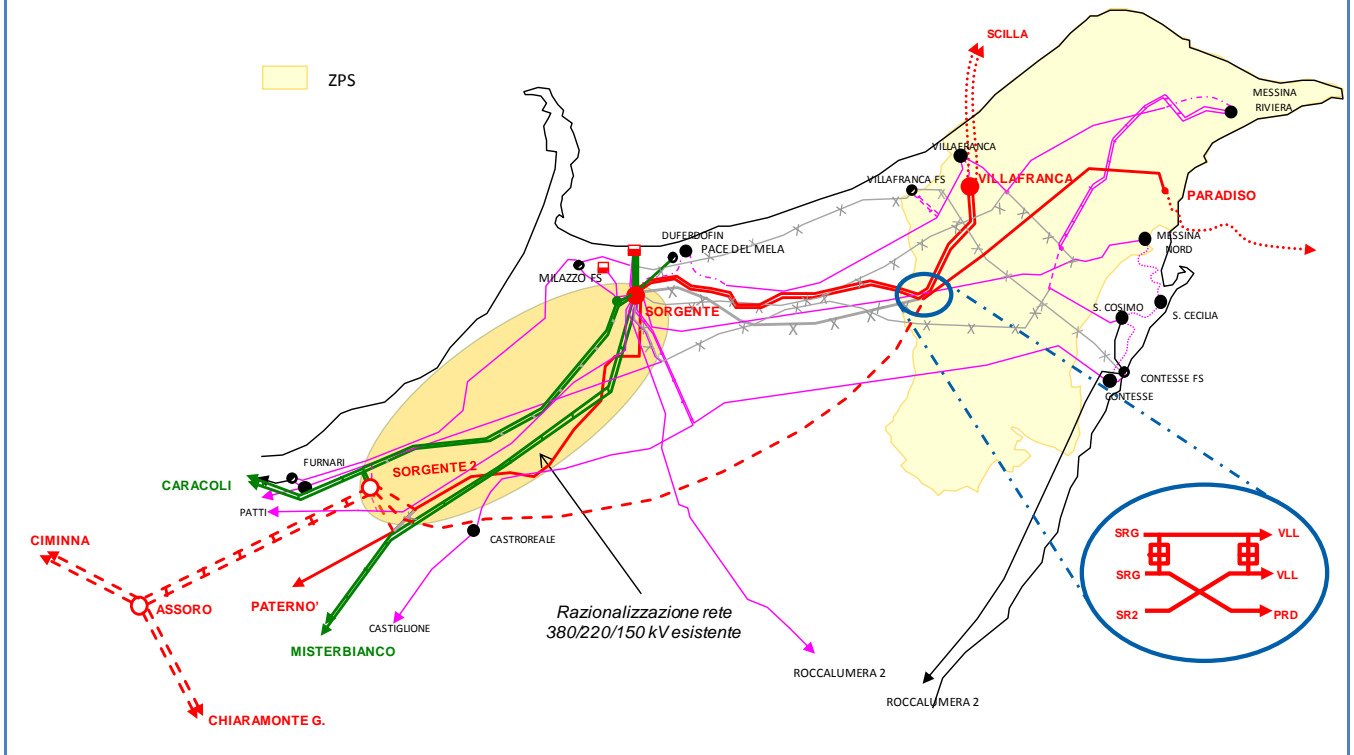 SCILLA
ZPS
MESSINA
RIVIERA
VILLAFRANCA
VILLAFRANCA FS
VILLAFRANCA
PARADISO
DUFERDOFIN
PACE DEL MELA
MESSINA
NORD
MILAZZO FS
SORGENTE
S. COSIMO
S. CECILIA
CONTESSE FS
CONTESSE
FURNARI
SORGENTE 2
CARACOLI
PATTI
CASTROREALE
CIMINNA
ASSORO
PATERNO'
CASTIGLIONE
MISTERBIANCO
Razionalizzazione rete
380/220/150 kV esistente
SRG
VLL
SRG
VLL
SR2
PRD
ROCCALUMERA 2
ROCCALUMERA 2
CHIARAMONTE G.